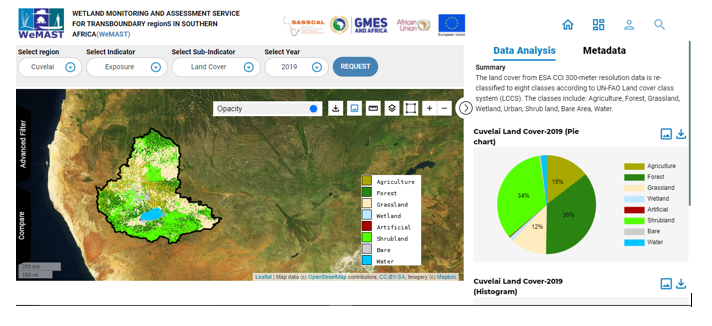 WETLAND MONITORING AND ASSESSMENT SERVICE
FOR TRANSBOUNDARY regionS IN SOUTHERN
AFRICA(WeMAST)
WeMAST
SASSCAL
GMES
AND AFRICA
African
Union
European Union
Select region
Select Indicator
Select Sub-Indicator
Select Year
Cuvelai
Exposure
Land Cover
2019
REQUEST
Opacity
+
−
Advanced Filter
Compare
Agriculture
Forest
Grassland
Wetland
Artificial
Shrubland
Bare
Water
200 km
100 mi
Leaflet | Map data (c) OpenStreetMap contributors, CC-BY-SA, Imagery (c) Mapbox
Data Analysis
Metadata
Summary
The land cover from ESA CCI 300-meter resolution data is re-
classified to eight classes according to UN-FAO Land cover class
system (LCCS). The classes include: Agriculture, Forest, Grassland,
Wetland, Urban, Shrub land, Bare Area, Water.
Cuvelai Land Cover-2019 (Pie
chart)
15%
34%
12%
Agriculture
Forest
Grassland
Wetland
Artificial
Shrubland
Bare
Water
Cuvelai Land Cover-2019
(Histogram)